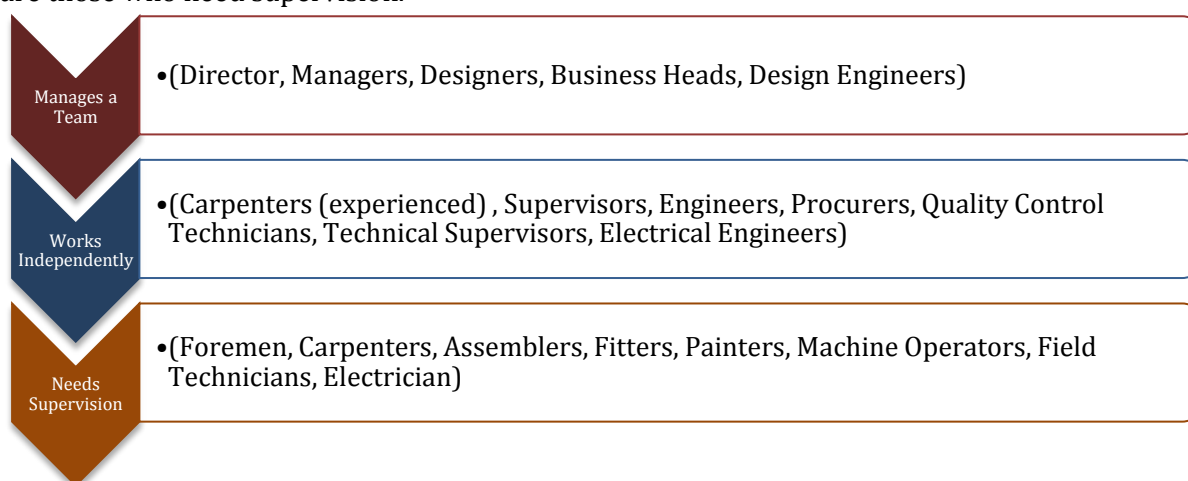 are those who need supervision.
Manages a
Team
•(Director, Managers, Designers, Business Heads, Design Engineers)
Works
Independently
•(Carpenters (experienced) , Supervisors, Engineers, Procurers, Quality Control
Technicians, Technical Supervisors, Electrical Engineers)
Needs
Supervision
•(Foremen, Carpenters, Assemblers, Fitters, Painters, Machine Operators, Field
Technicians, Electrician)